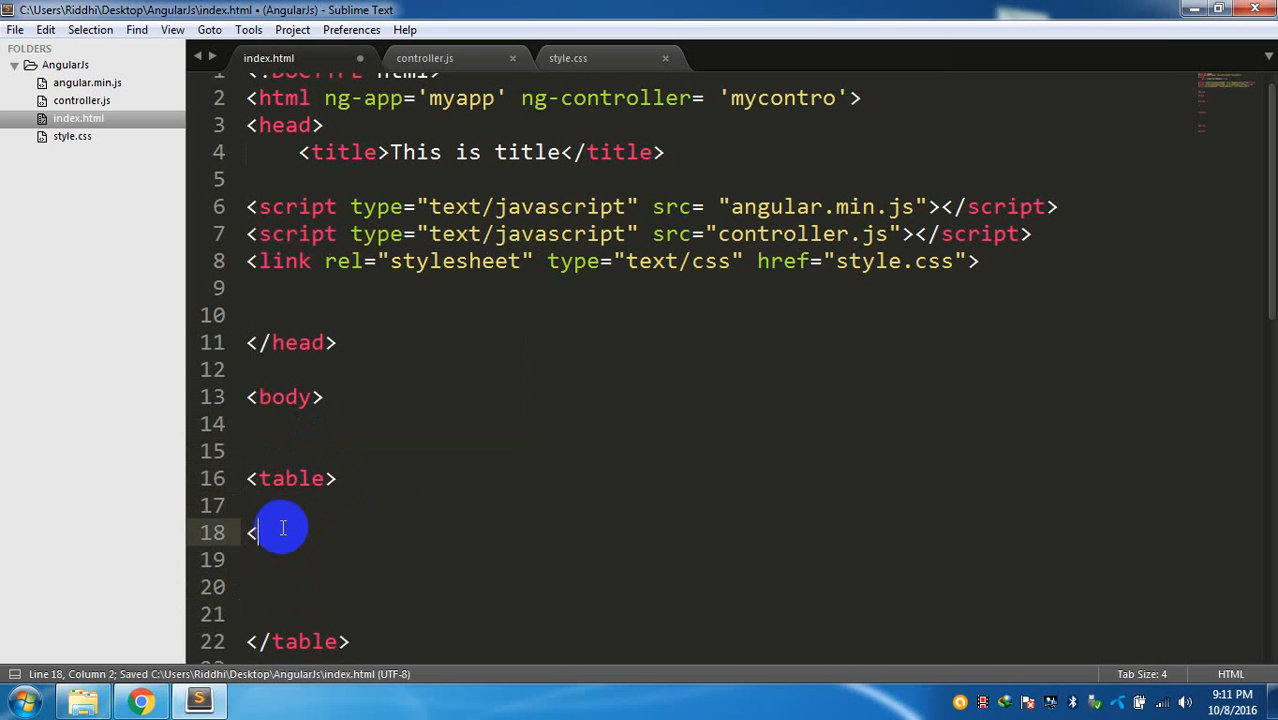 C:\Users\Riddhi\Desktop\AngularJs\index.html • (AngularJs) - Sublime Text
File Edit Selection Find View Goto Tools Project Preferences Help
FOLDERS
AngularJs
angular.min.js
controller.js
index.html
style.css
index.html
controller.js
style.css
1 <!DOCTYPE html>
2 <html ng-app='myapp' ng-controller= 'mycontro'>
3 <head>
4 <title>This is title</title>
5
6 <script type="text/javascript" src= "angular.min.js"></script>
7 <script type="text/javascript" src="controller.js"></script>
8 <link rel="stylesheet" type="text/css" href="style.css">
9
10
11 </head>
12
13 <body>
14
15
16 <table>
17
18 <
19
20
21
22 </table>
Line 18, Column 2; Saved C:\Users\Riddhi\Desktop\AngularJs\index.html (UTF-8)
Tab Size: 4
HTML
9:11 PM
10/8/2016